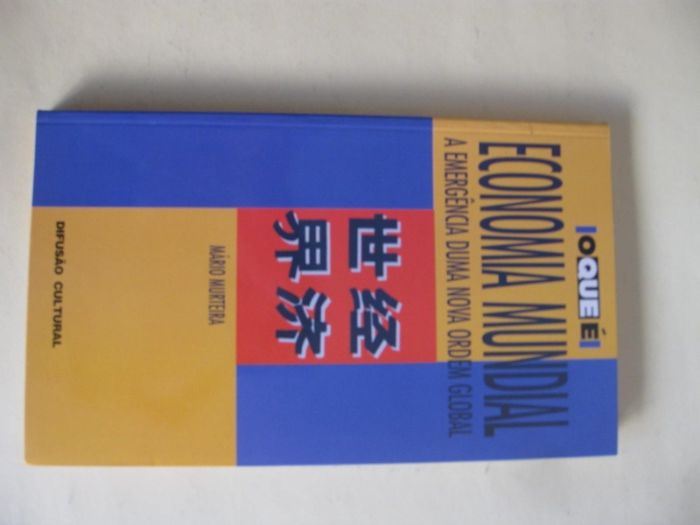 O QUE É
ECONOMIA MUNDIAL
A EMERGÊNCIA DUMA NOVA ORDEM GLOBAL
世界
经济
MÁRIO MURTEIRA
DIFUSÃO CULTURAL